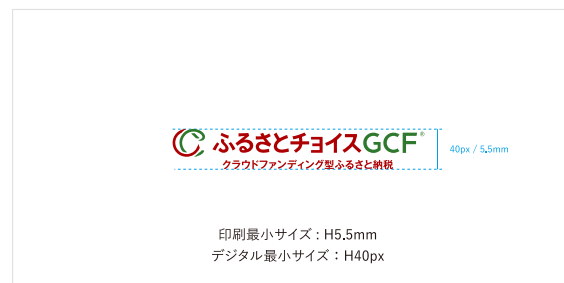 ふるさとチョイスGCF®
クラウドファンディング型ふるさと納税
40px / 5.5mm
印刷最小サイズ : H5.5mm
デジタル最小サイズ：H40px